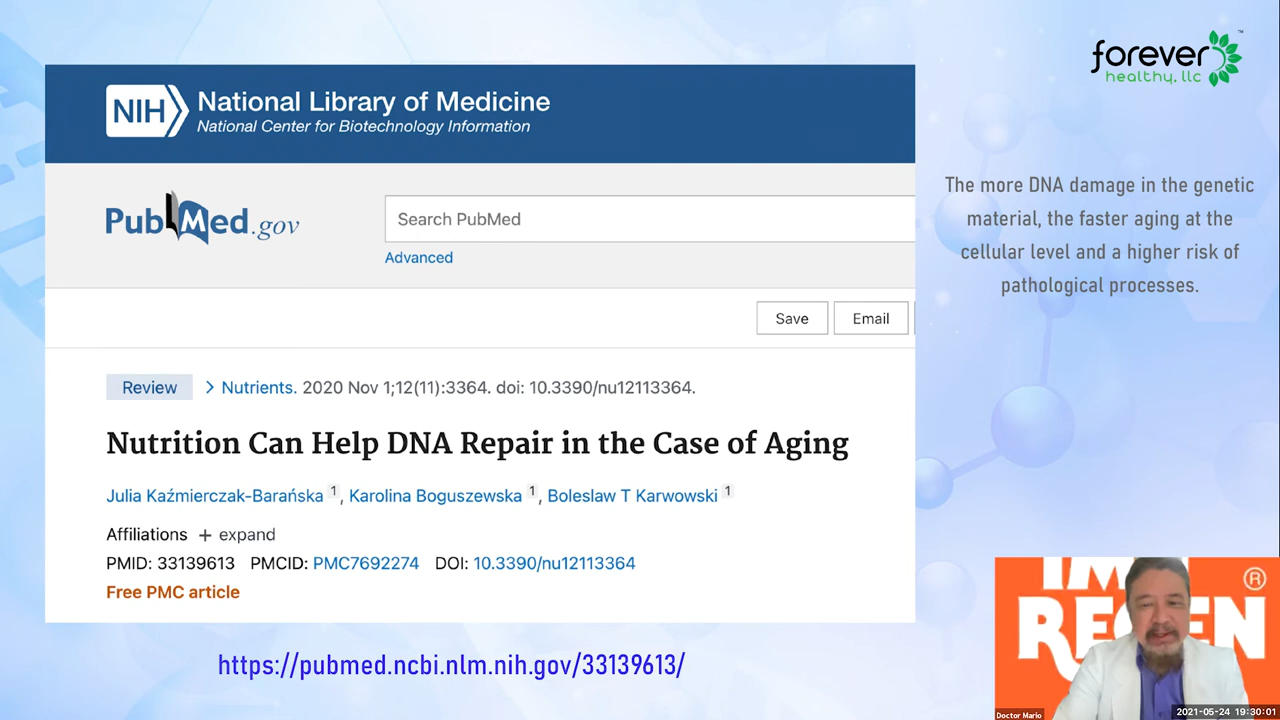 forever
healthy, llc
™
NIH
National Library of Medicine
National Center for Biotechnology Information
PubMed.gov
Search PubMed
Advanced
Save
Email
Review
Nutrients. 2020 Nov 1;12(11):3364. doi: 10.3390/nu12113364.
Nutrition Can Help DNA Repair in the Case of Aging
Julia Kaźmierczak-Barańska 1, Karolina Boguszewska 1, Boleslaw T Karwowski 1
Affiliations + expand
PMID: 33139613 PMCID: PMC7692274 DOI: 10.3390/nu12113364
Free PMC article
https://pubmed.ncbi.nlm.nih.gov/33139613/
The more DNA damage in the genetic
material, the faster aging at the
cellular level and a higher risk of
pathological processes.
®
Doctor Mario
2021-05-24 19:30:01